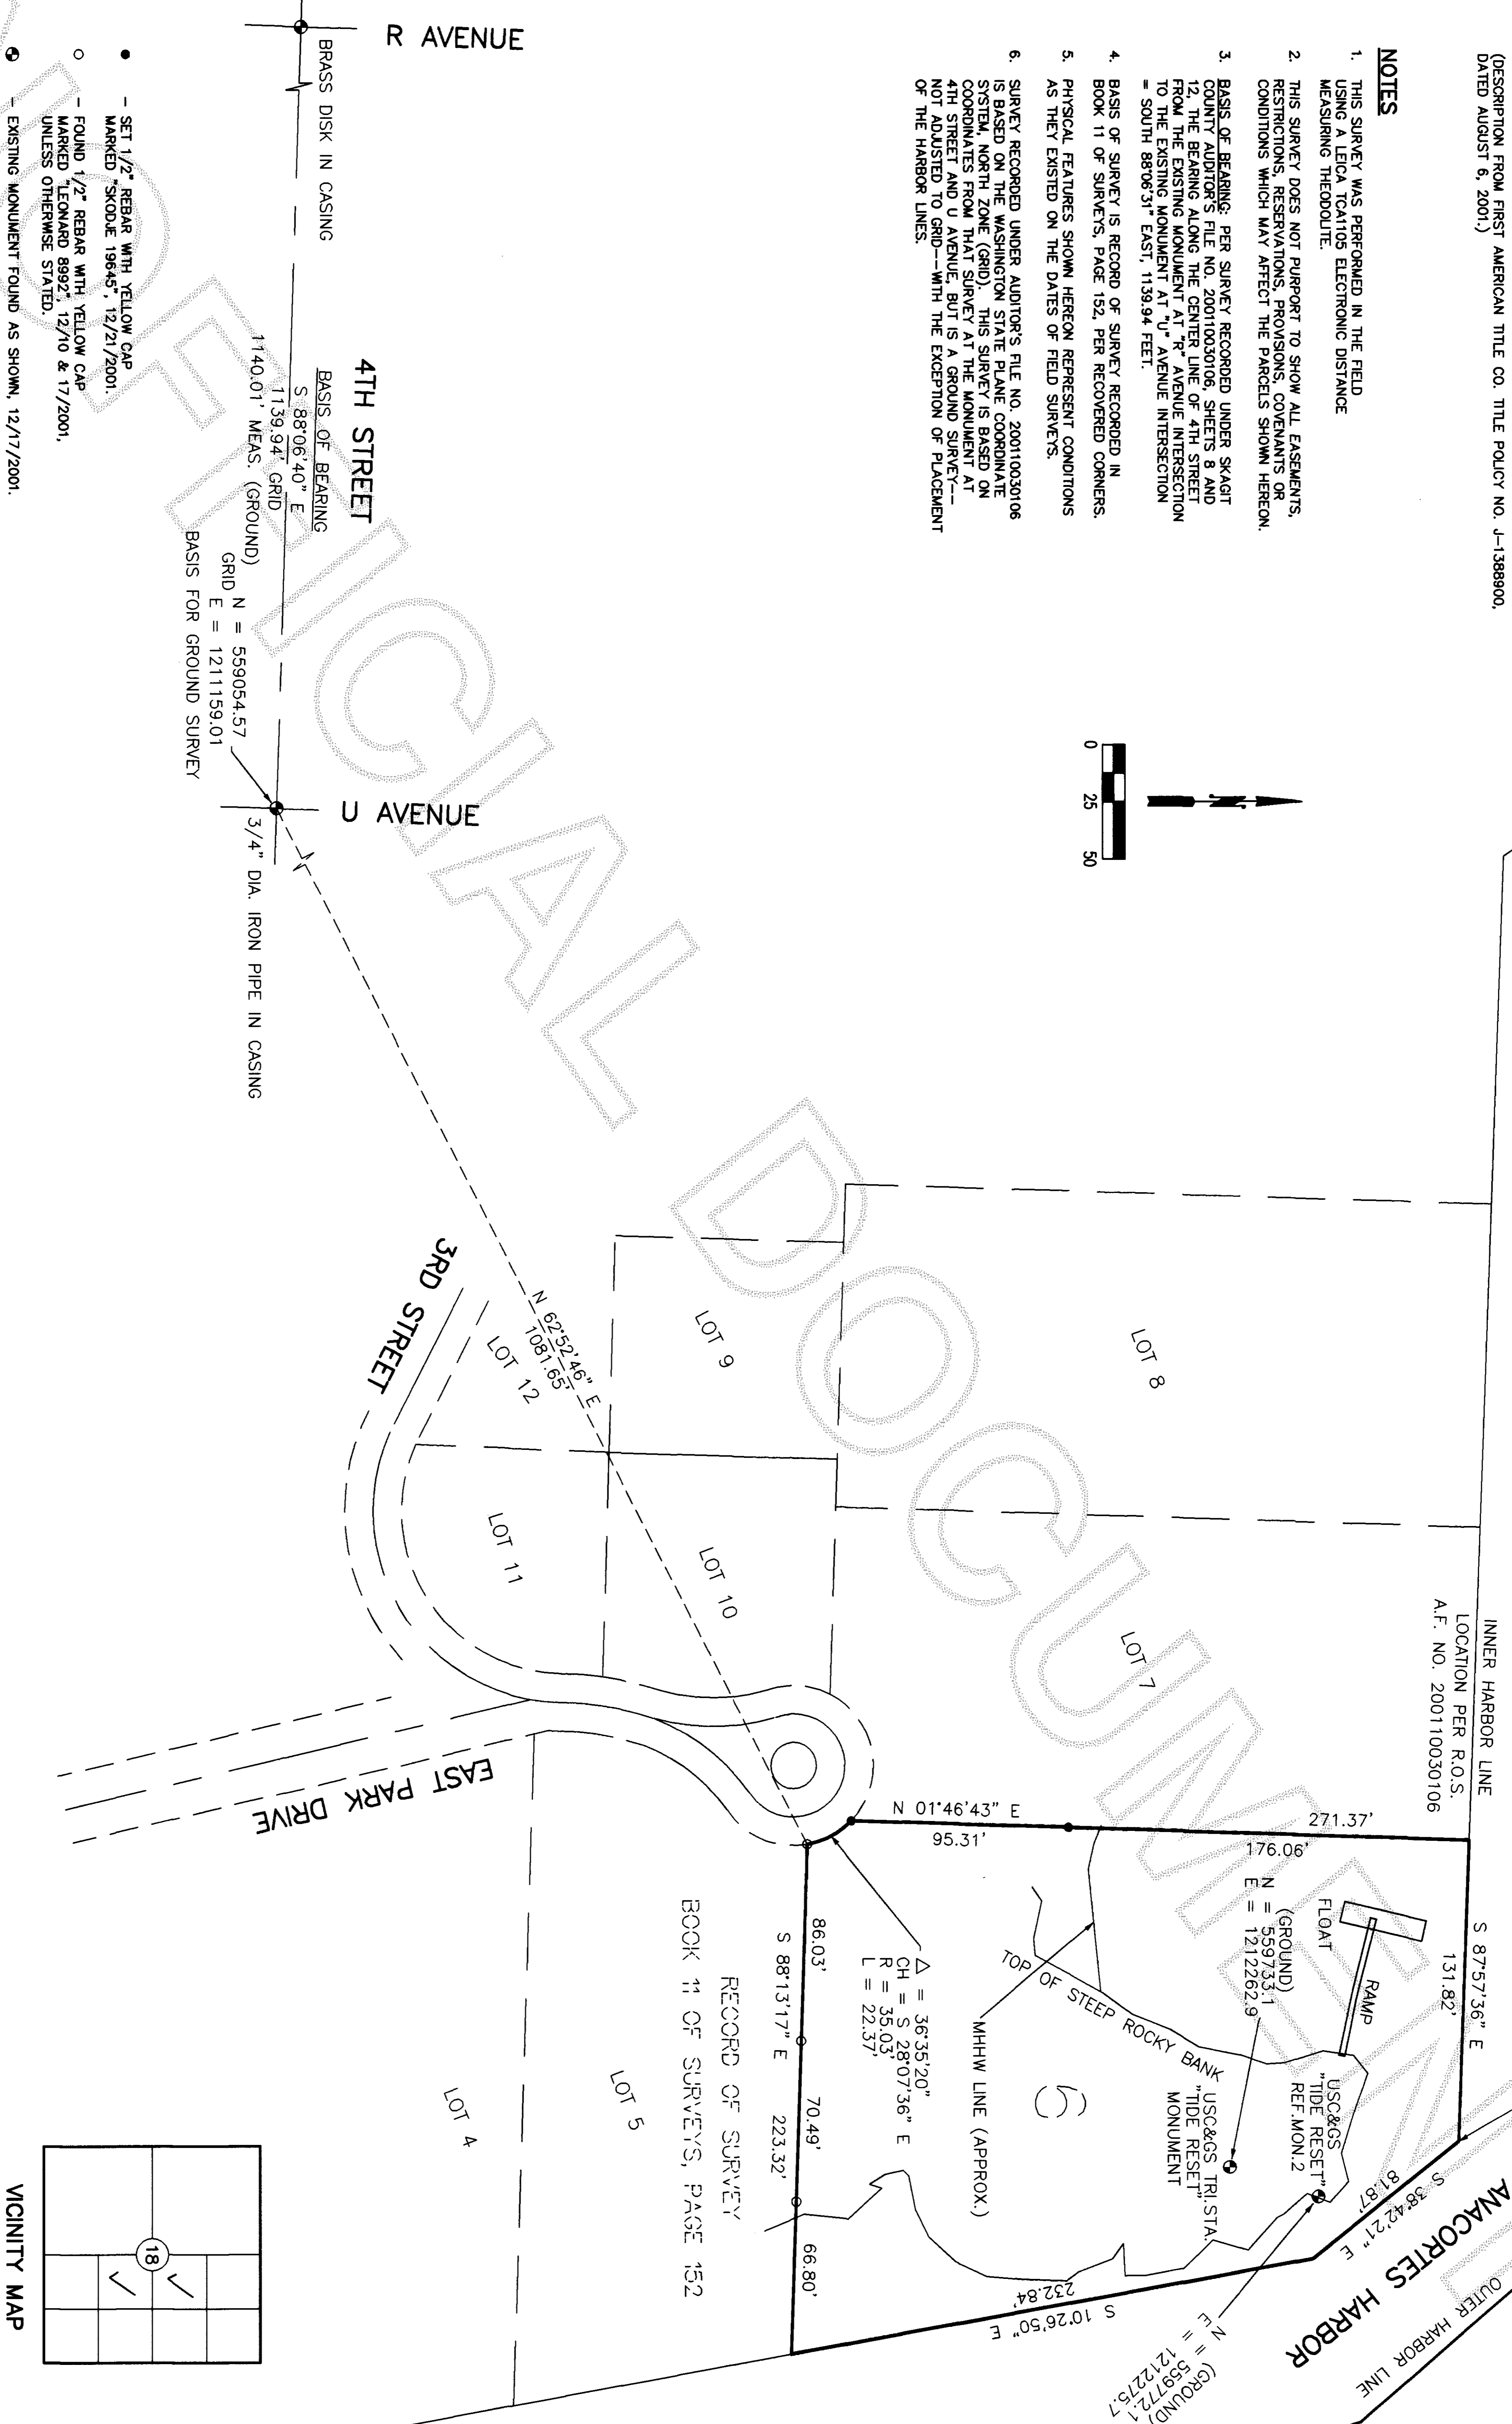 (DESCRIPTION FROM FIRST AMERICAN TITLE CO. TITLE POLICY NO. J-1388900,
DATED AUGUST 6, 2001.)
NOTES
1. THIS SURVEY WAS PERFORMED IN THE FIELD
USING A LEICA TCA1105 ELECTRONIC DISTANCE
MEASURING THEODOLITE.
2. THIS SURVEY DOES NOT PURPORT TO SHOW ALL EASEMENTS,
RESTRICTIONS, RESERVATIONS, PROVISIONS, COVENANTS OR
CONDITIONS WHICH MAY AFFECT THE PARCELS SHOWN HEREON.
3. BASIS OF BEARING: PER SURVEY RECORDED UNDER SKAGIT
COUNTY AUDITOR'S FILE NO. 200110030106, SHEETS 8 AND
12, THE BEARING ALONG THE CENTER LINE OF 4TH STREET
FROM THE EXISTING MONUMENT AT "R" AVENUE INTERSECTION
TO THE EXISTING MONUMENT AT "U" AVENUE INTERSECTION
= SOUTH 88°06'31" EAST, 1139.94 FEET.
4. BASIS OF SURVEY IS RECORD OF SURVEY RECORDED IN
BOOK 11 OF SURVEYS, PAGE 152, PER RECOVERED CORNERS.
5. PHYSICAL FEATURES SHOWN HEREON REPRESENT CONDITIONS
AS THEY EXISTED ON THE DATES OF FIELD SURVEYS.
6. SURVEY RECORDED UNDER AUDITOR'S FILE NO. 200110030106
IS BASED ON THE WASHINGTON STATE PLANE COORDINATE
SYSTEM, NORTH ZONE (GRID). THIS SURVEY IS BASED ON
COORDINATES FROM THAT SURVEY AT THE MONUMENT AT
4TH STREET AND U AVENUE, BUT IS A GROUND SURVEY---
NOT ADJUSTED TO GRID---WITH THE EXCEPTION OF PLACEMENT
OF THE HARBOR LINES.
0 25 50
N
INNER HARBOR LINE
LOCATION PER R.O.S.
A.F. NO. 200110030106
S 87°57'36" E
131.82'
271.37'
176.06'
N 01°46'43" E
95.31'
FLOAT
RAMP
(GROUND)
N = 559733.1
E = 1212262.9
USC&GS
"TIDE RESET"
REF.MON.2
USC&GS TRI.STA.
"TIDE RESET"
MONUMENT
TOP OF STEEP ROCKY BANK
MHHW LINE (APPROX.)
6
S 38°42'21" E
81.87'
ANACORTES HARBOR
OUTER HARBOR LINE
(GROUND)
N = 559772.1
E = 1212275.7
S 10°26'50" E
232.84'
Δ = 36°35'20"
CH = S 28°07'36" E
R = 35.03'
L = 22.37'
86.03'
70.49'
66.80'
S 88°13'17" E
223.32'
RECORD OF SURVEY
BOOK 11 OF SURVEYS, PAGE 152
LOT 8
LOT 7
LOT 9
LOT 10
LOT 12
LOT 11
LOT 5
LOT 4
3RD STREET
EAST PARK DRIVE
N 62°52'46" E
1081.65'
R AVENUE
BRASS DISK IN CASING
4TH STREET
BASIS OF BEARING
S 88°06'40" E
1139.94' GRID
1140.01' MEAS. (GROUND)
U AVENUE
GRID N = 559054.57
E = 1211159.01
BASIS FOR GROUND SURVEY
3/4" DIA. IRON PIPE IN CASING
● - SET 1/2" REBAR WITH YELLOW CAP
MARKED "SKODJE 19645", 12/21/2001.
○ - FOUND 1/2" REBAR WITH YELLOW CAP
MARKED "LEONARD 8992", 12/10 & 17/2001,
UNLESS OTHERWISE STATED.
- EXISTING MONUMENT FOUND AS SHOWN, 12/17/2001.
18
VICINITY MAP
OFFICIAL DOCUMENT